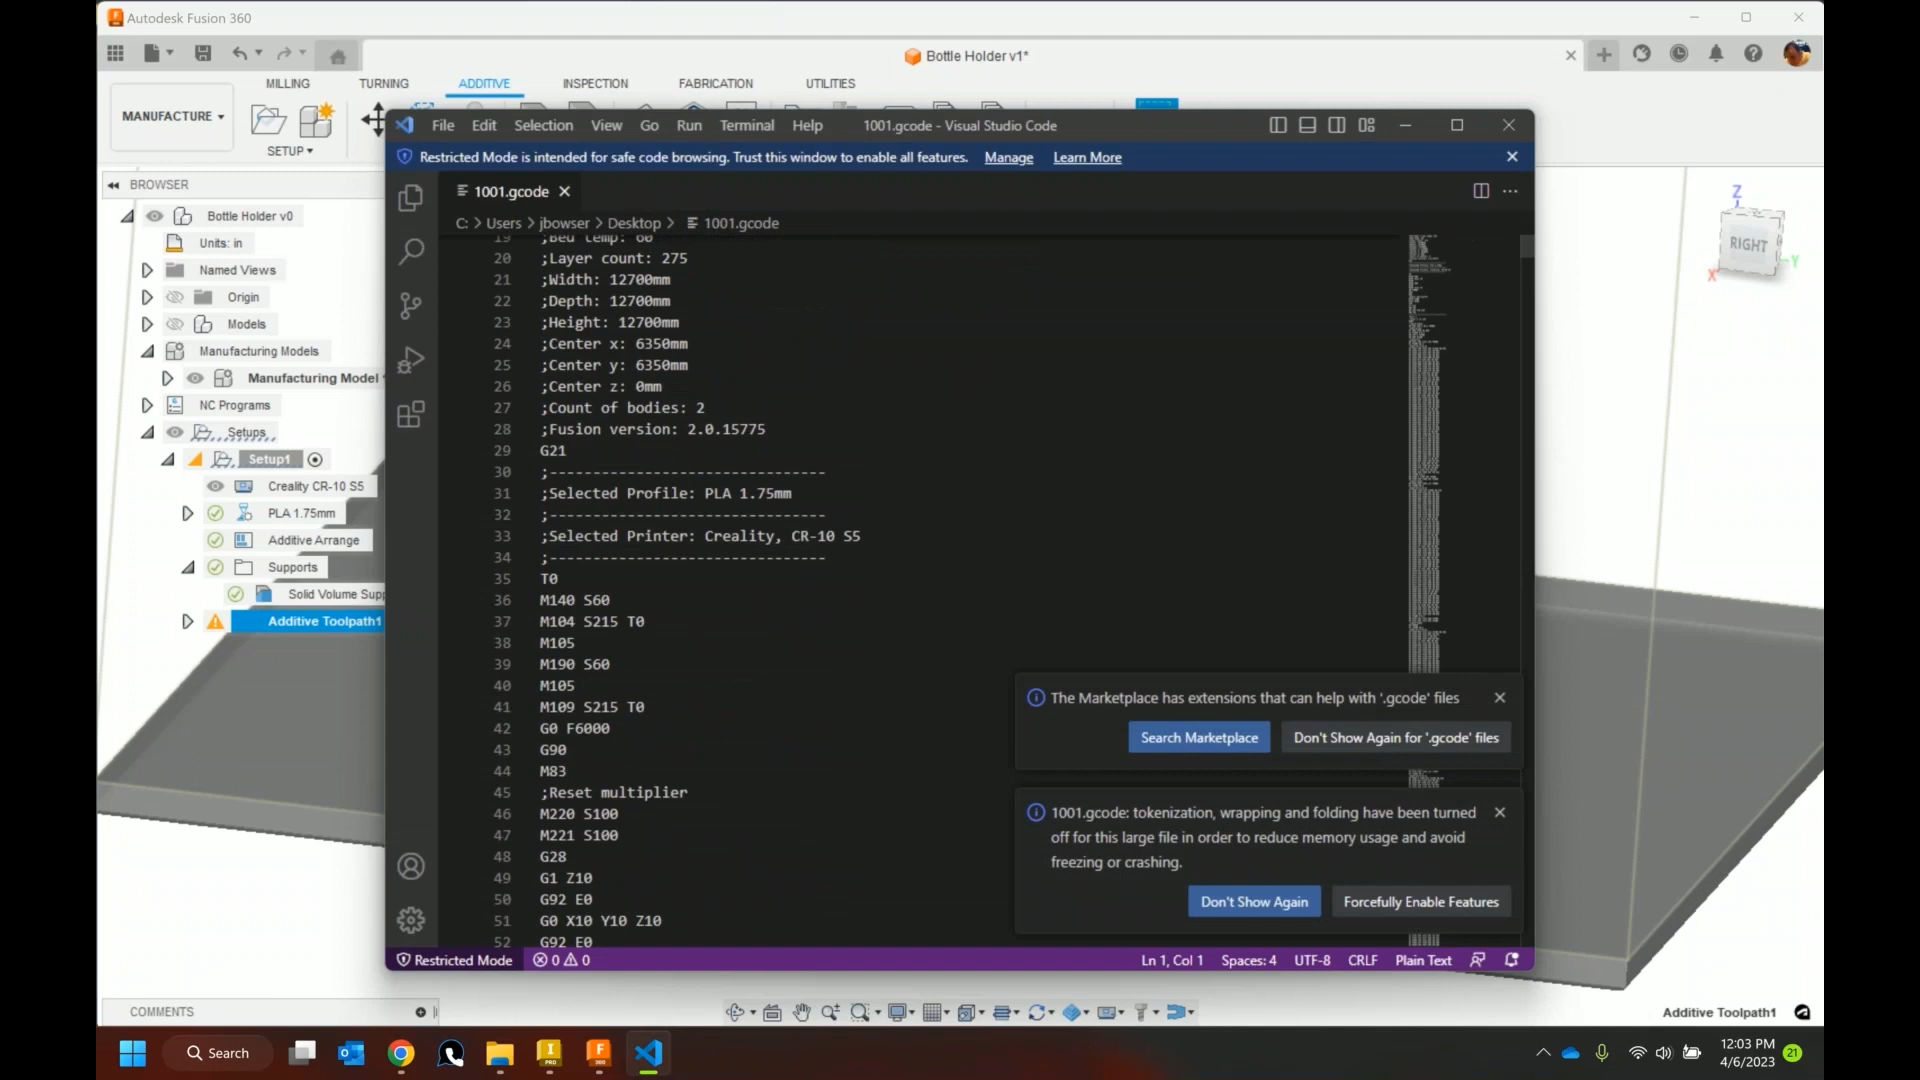 Autodesk Fusion 360
Bottle Holder v1*
MILLING TURNING ADDITIVE INSPECTION FABRICATION UTILITIES
MANUFACTURE
SETUP
BROWSER
Bottle Holder v0
Units: in
Named Views
Origin
Models
Manufacturing Models
Manufacturing Model
NC Programs
Setups
Setup1
Creality CR-10 S5
PLA 1.75mm
Additive Arrange
Supports
Solid Volume Sup
Additive Toolpath1
File Edit Selection View Go Run Terminal Help 1001.gcode - Visual Studio Code
Restricted Mode is intended for safe code browsing. Trust this window to enable all features. Manage Learn More
1001.gcode
C: > Users > jbowser > Desktop > 1001.gcode
19 ;Bed temp: 60
20 ;Layer count: 275
21 ;Width: 12700mm
22 ;Depth: 12700mm
23 ;Height: 12700mm
24 ;Center x: 6350mm
25 ;Center y: 6350mm
26 ;Center z: 0mm
27 ;Count of bodies: 2
28 ;Fusion version: 2.0.15775
29 G21
30 ;--------------------------------
31 ;Selected Profile: PLA 1.75mm
32 ;--------------------------------
33 ;Selected Printer: Creality, CR-10 S5
34 ;--------------------------------
35 T0
36 M140 S60
37 M104 S215 T0
38 M105
39 M190 S60
40 M105
41 M109 S215 T0
42 G0 F6000
43 G90
44 M83
45 ;Reset multiplier
46 M220 S100
47 M221 S100
48 G28
49 G1 Z10
50 G92 E0
51 G0 X10 Y10 Z10
52 G92 E0
The Marketplace has extensions that can help with '.gcode' files
Search Marketplace Don't Show Again for '.gcode' files
1001.gcode: tokenization, wrapping and folding have been turned
off for this large file in order to reduce memory usage and avoid
freezing or crashing.
Don't Show Again Forcefully Enable Features
Restricted Mode 0 0 Ln 1, Col 1 Spaces: 4 UTF-8 CRLF Plain Text
Z
RIGHT
Y
X
COMMENTS
Additive Toolpath1
Search
12:03 PM
4/6/2023
21